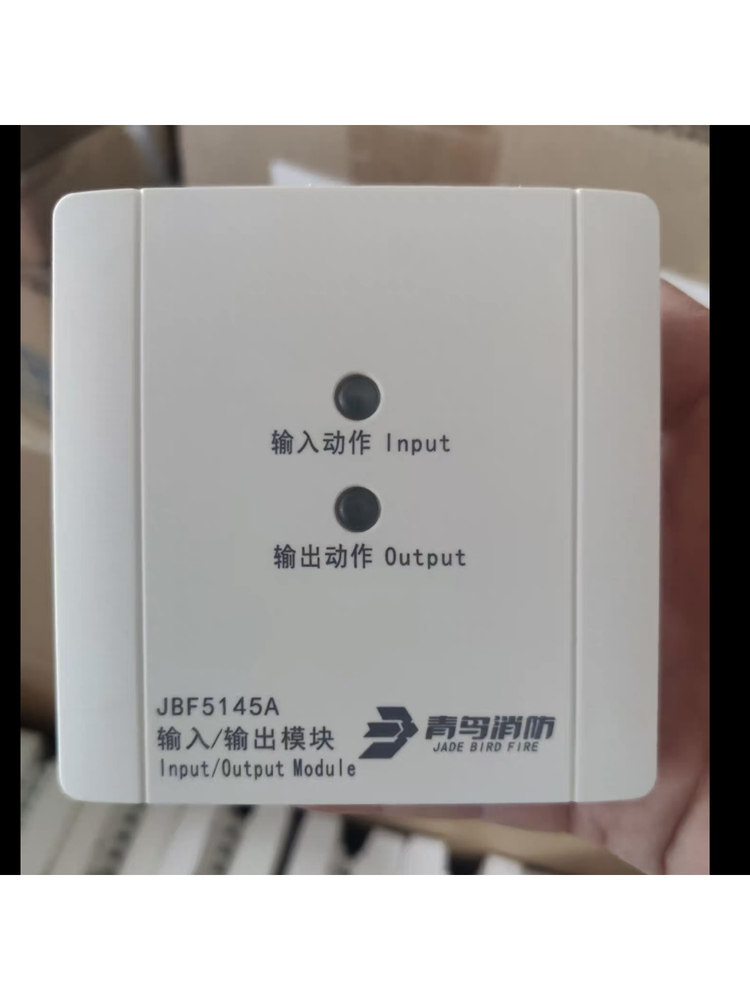 输入动作 Input
输出动作 Output
JBF5145A
输入/输出模块
Input/Output Module
青鸟消防
JADE BIRD FIRE